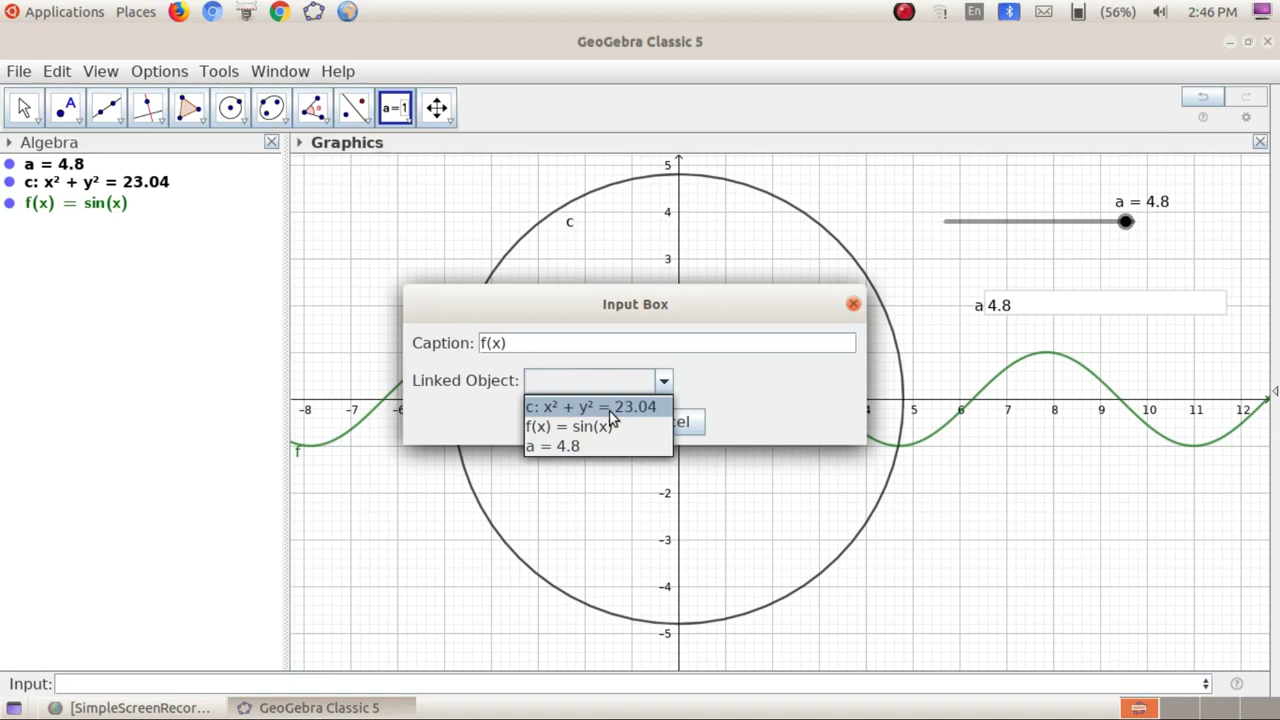 Applications Places En (56%) 2:46 PM
GeoGebra Classic 5
File Edit View Options Tools Window Help
A a=1
Algebra
Graphics
a = 4.8
c: x² + y² = 23.04
f(x) = sin(x)
5
4
3
-2
-3
-4
-5
-8 -7 -6 4 5 6 7 8 9 10 11 12
c
f
a = 4.8
a 4.8
Input Box
Caption: f(x)
Linked Object:
c: x² + y² = 23.04
f(x) = sin(x)
a = 4.8
cel
Input:
[SimpleScreenRecor... GeoGebra Classic 5